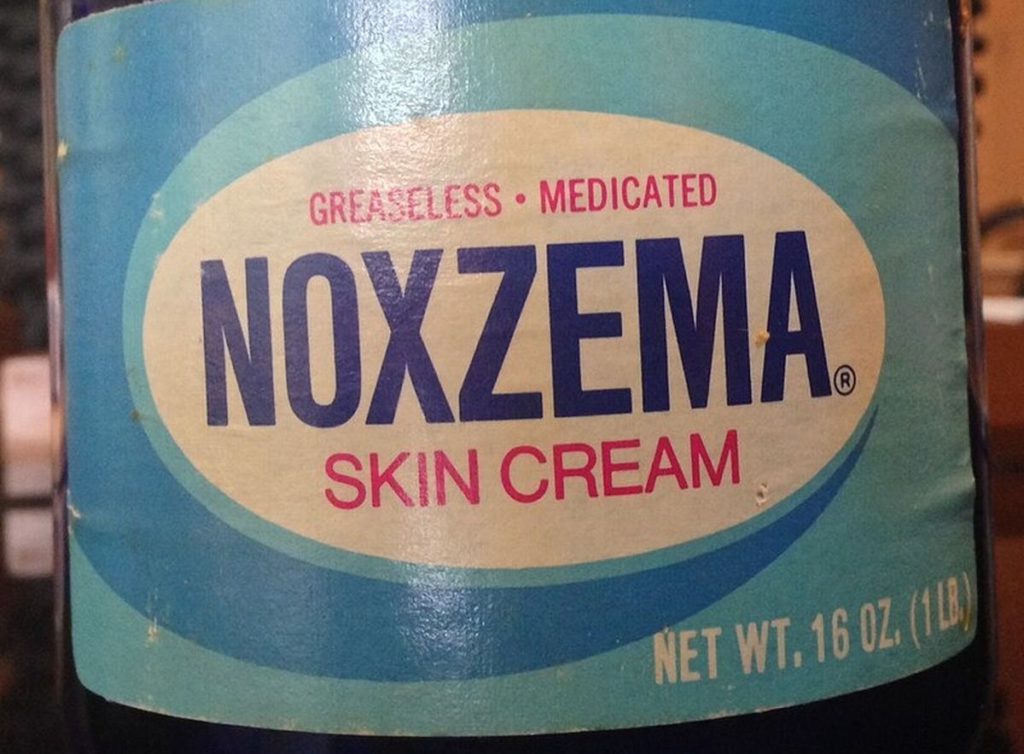 GREASELESS • MEDICATED
NOXZEMA®
SKIN CREAM
NET WT. 16 OZ. (1 LB.)